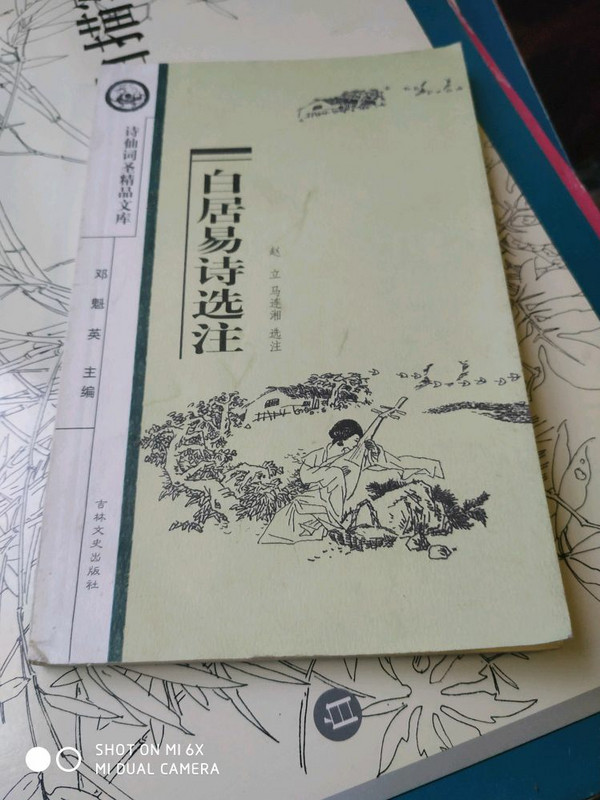 描
诗仙词圣精品文库
邓魁英 主编
吉林文史出版社
白居易诗选注
赵立 马连湘 选注
SHOT ON MI 6X
MI DUAL CAMERA